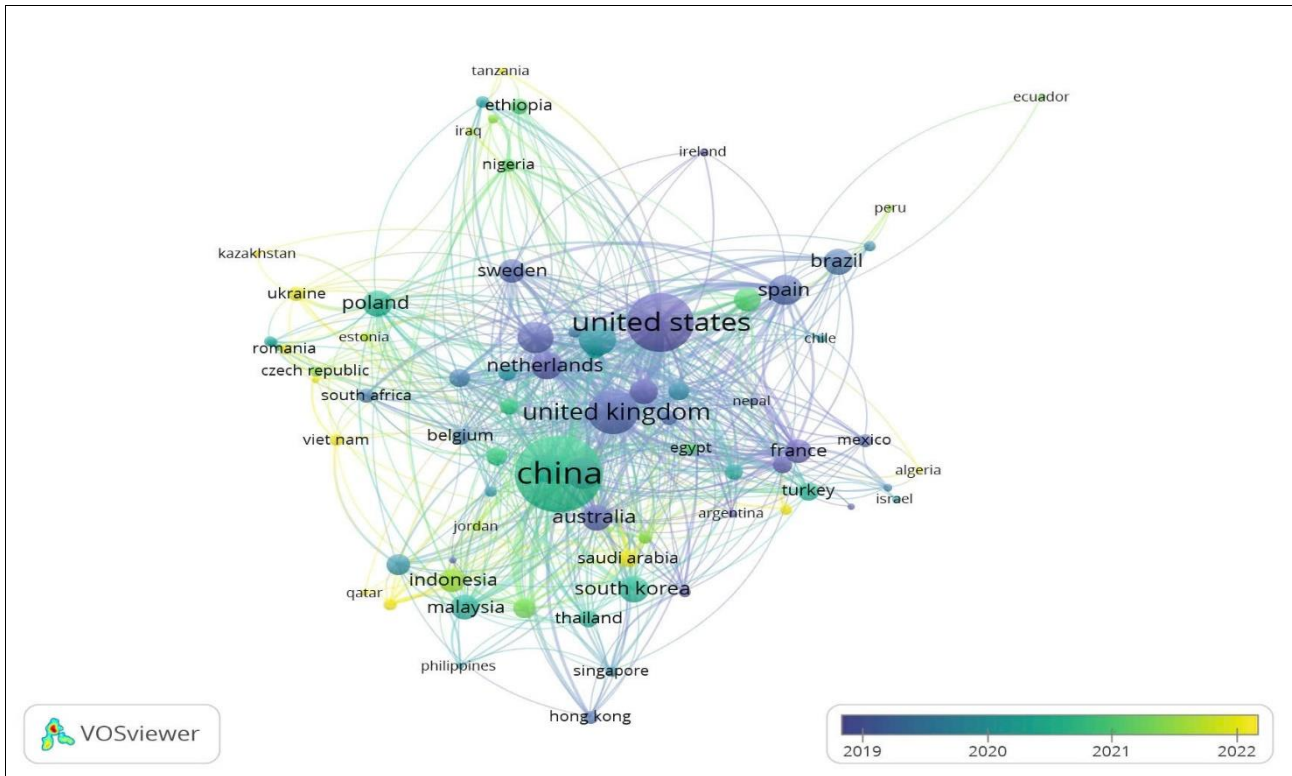 tanzania
ecuador
ethiopia
iraq
ireland
nigeria
peru
kazakhstan
sweden
brazil
ukraine
spain
poland
united states
estonia
chile
romania
netherlands
czech republic
south africa
nepal
united kingdom
viet nam
belgium
egypt
france
mexico
china
algeria
turkey
israel
australia
argentina
jordan
saudi arabia
indonesia
south korea
qatar
malaysia
thailand
philippines
singapore
hong kong
VOSviewer
2019 2020 2021 2022